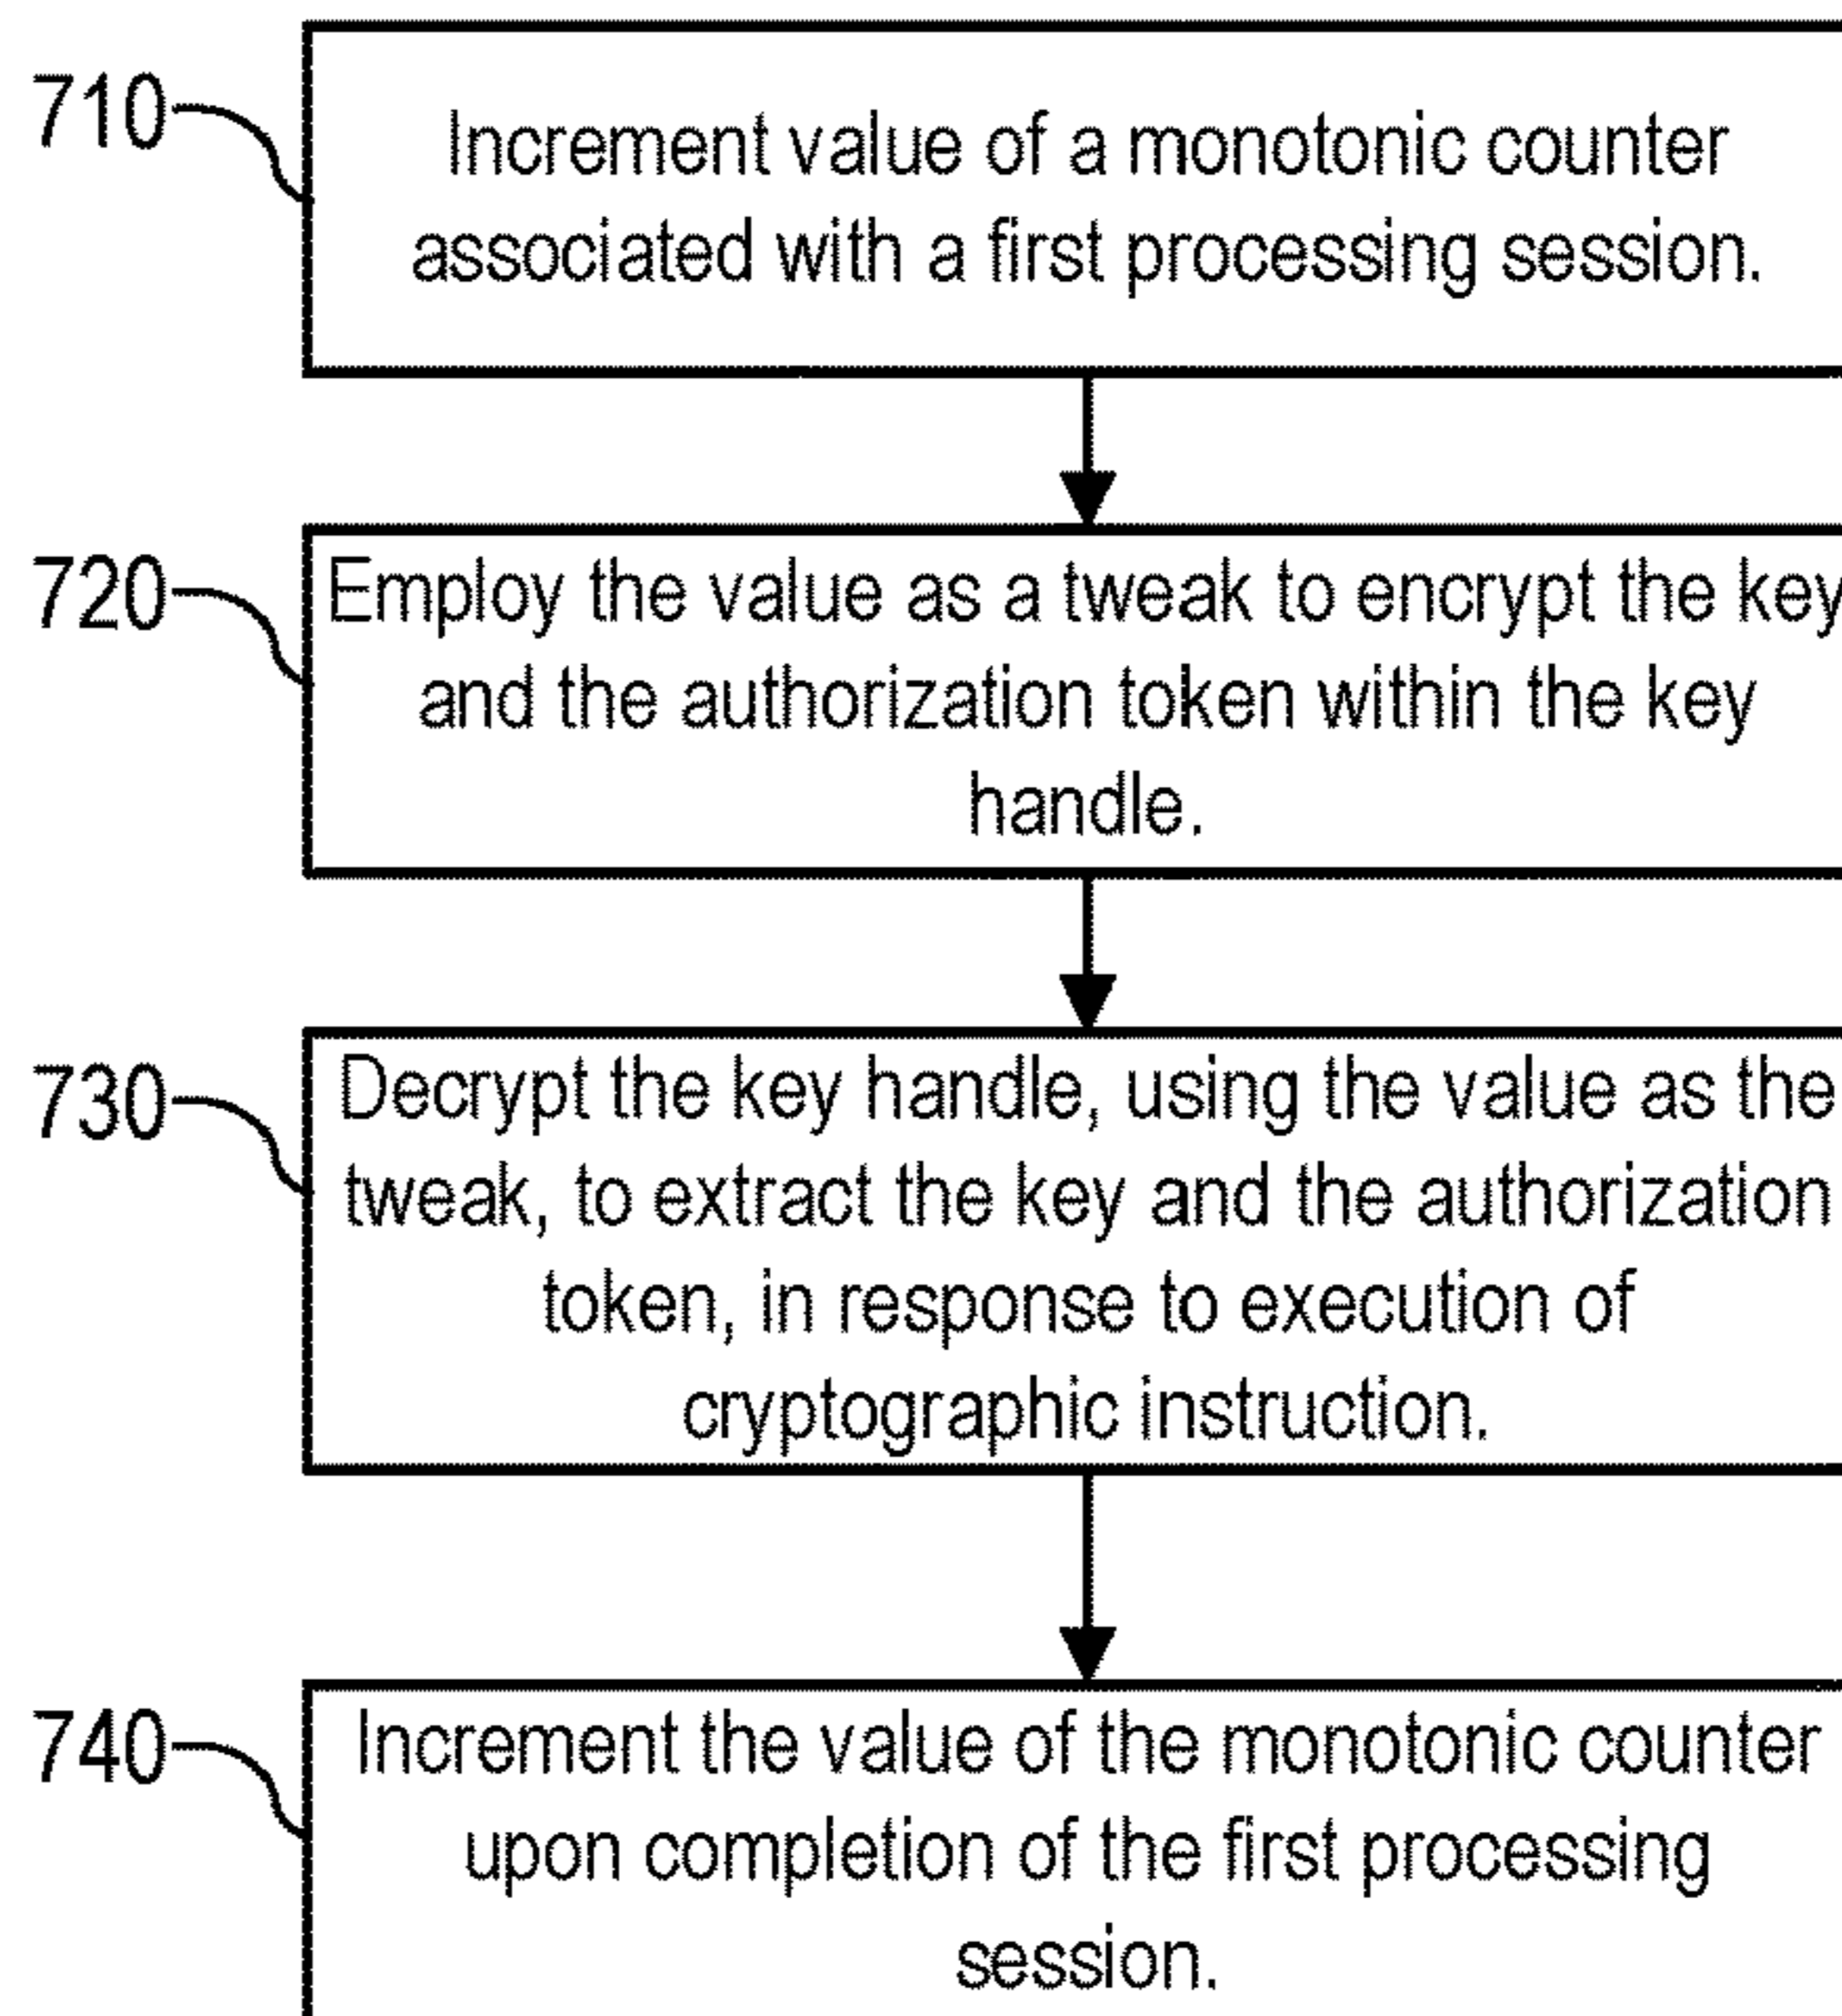 710
Increment value of a monotonic counter
associated with a first processing session.
720
Employ the value as a tweak to encrypt the key
and the authorization token within the key
handle.
730
Decrypt the key handle, using the value as the
tweak, to extract the key and the authorization
token, in response to execution of
cryptographic instruction.
740
Increment the value of the monotonic counter
upon completion of the first processing
session.